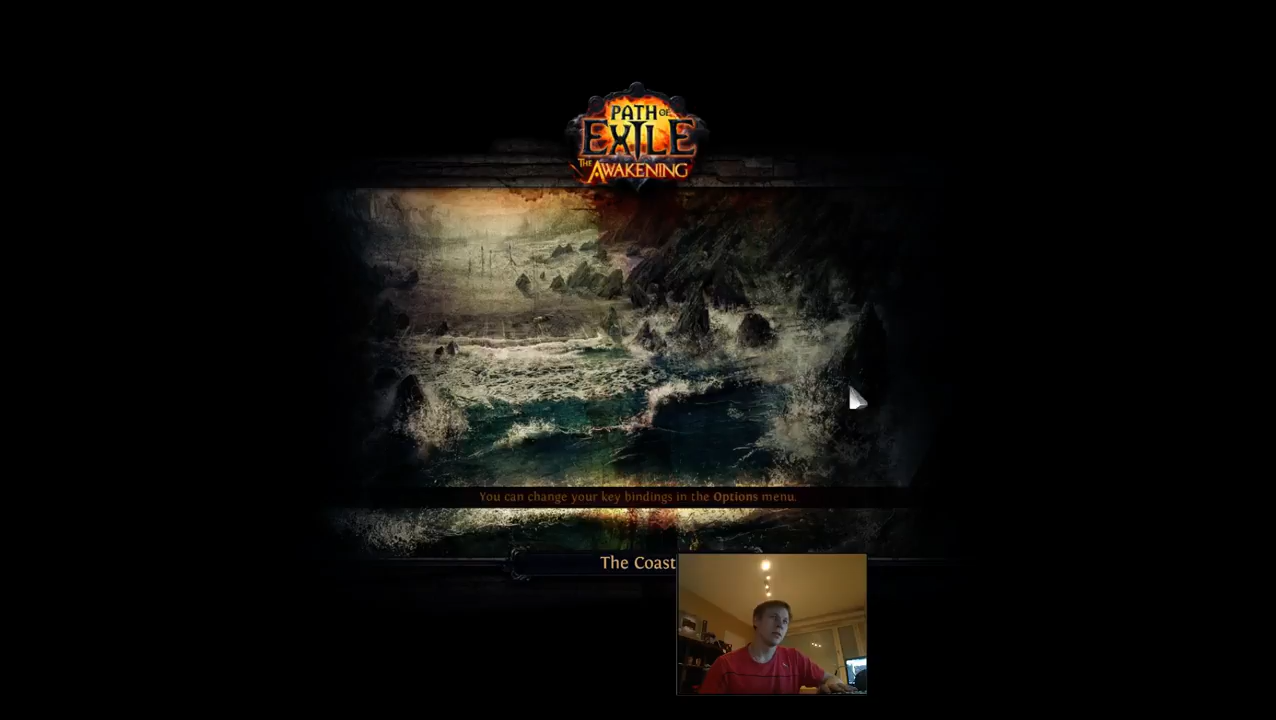 PATH OF
EXILE
THE AWAKENING
You can change your key bindings in the Options menu.
The Coast